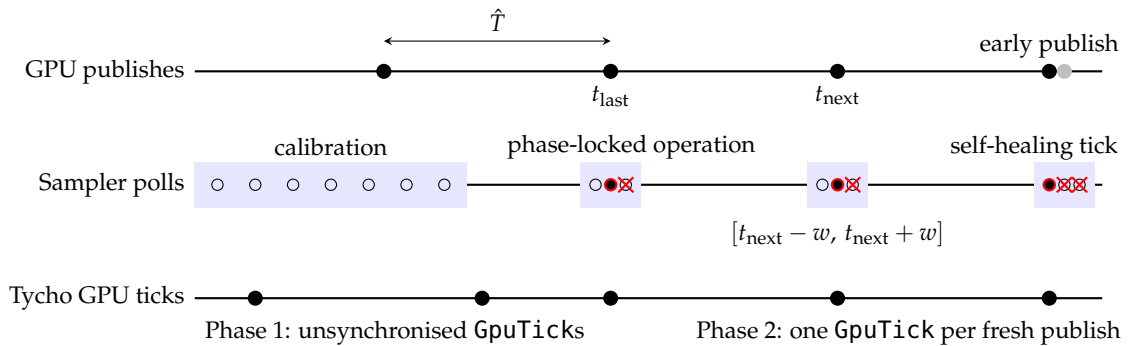 T̂
early publish
GPU publishes
t_last
t_next
calibration
phase-locked operation
self-healing tick
Sampler polls
[t_next − w, t_next + w]
Tycho GPU ticks
Phase 1: unsynchronised GpuTicks
Phase 2: one GpuTick per fresh publish